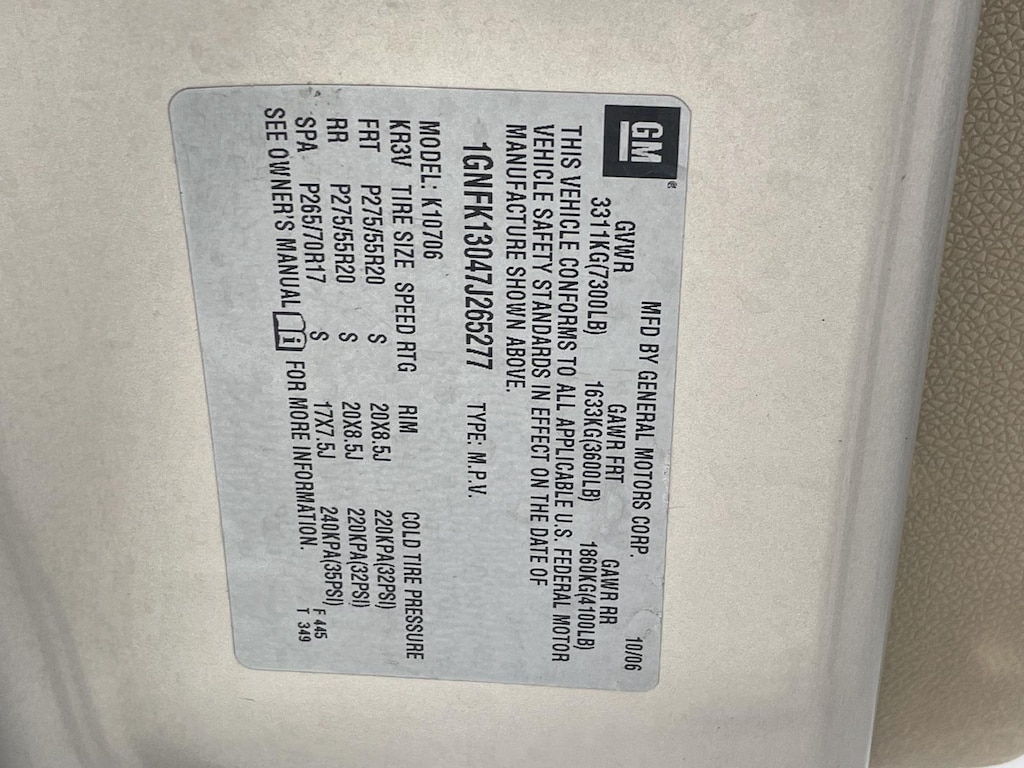 GM ®
MFD BY GENERAL MOTORS CORP. 10/06
GVWR GAWR FRT GAWR RR
3311KG(7300LB) 1633KG(3600LB) 1860KG(4100LB)
THIS VEHICLE CONFORMS TO ALL APPLICABLE U.S. FEDERAL MOTOR
VEHICLE SAFETY STANDARDS IN EFFECT ON THE DATE OF
MANUFACTURE SHOWN ABOVE.
1GNFK13047J265277 TYPE: M.P.V.
MODEL: K10706
KR3V TIRE SIZE SPEED RTG RIM COLD TIRE PRESSURE
FRT P275/55R20 S 20X8.5J 220KPA(32PSI)
RR P275/55R20 S 20X8.5J 220KPA(32PSI)
SPA P265/70R17 S 17X7.5J 240KPA(35PSI) F 445
SEE OWNER'S MANUAL i FOR MORE INFORMATION. T 349